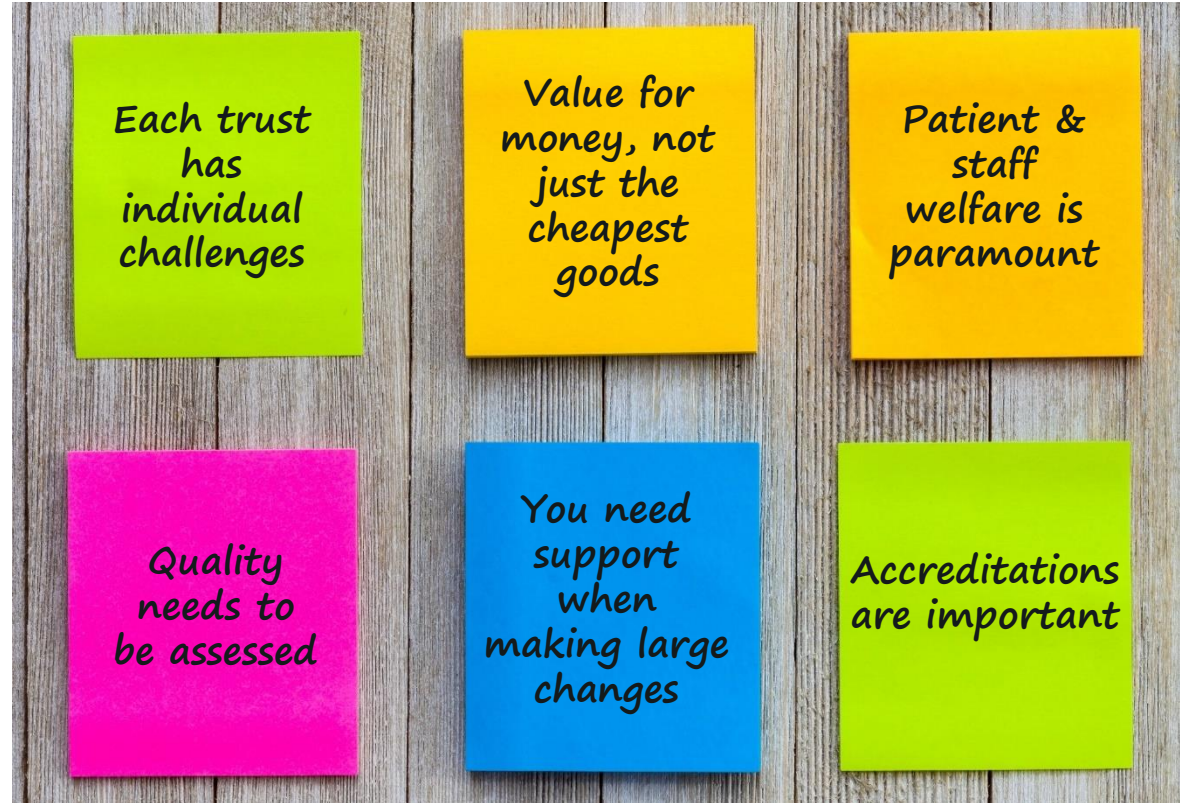 Each trust
has
individual
challenges
Value for
money, not
just the
cheapest
goods
Patient &
staff
welfare is
paramount
Quality
needs to
be assessed
You need
support
when
making large
changes
Accreditations
are important